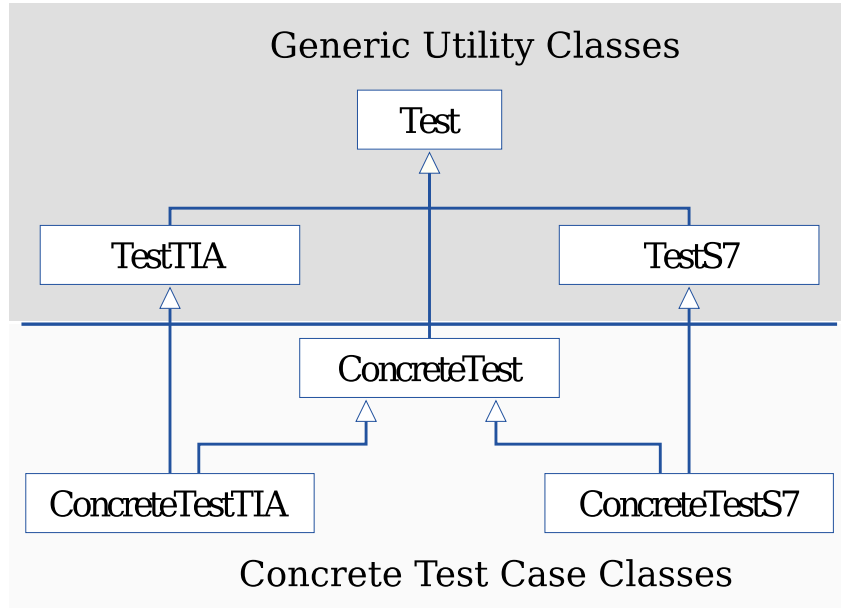 Generic Utility Classes
Test
TestTIA
TestS7
ConcreteTest
ConcreteTestTIA
ConcreteTestS7
Concrete Test Case Classes